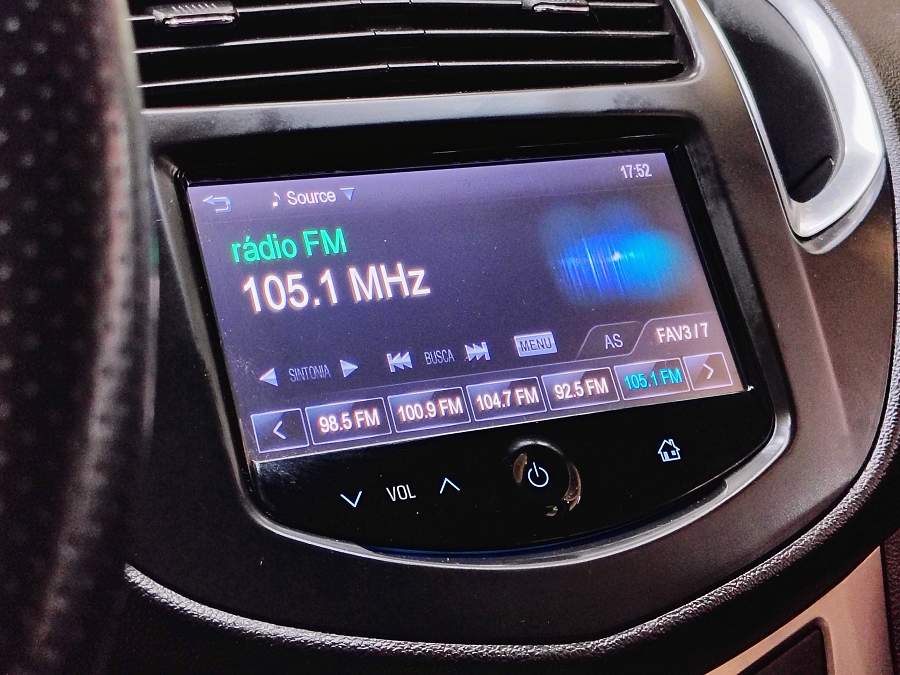 Source 17:52
rádio FM
105.1 MHz
SINTONIA BUSCA MENU AS FAV3 / 7
98.5 FM 100.9 FM 104.7 FM 92.5 FM 105.1 FM
VOL